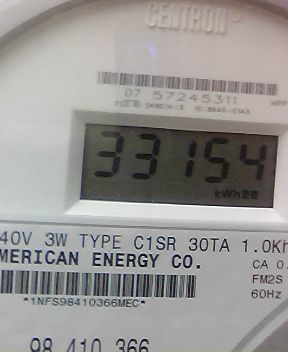 CENTRON®
07 57245311
33154
kWh
40V 3W TYPE C1SR 30TA 1.0Kh
MERICAN ENERGY CO.
CA 0.
FM2S
*1NFS98410366MEC*
60Hz
98 410 366